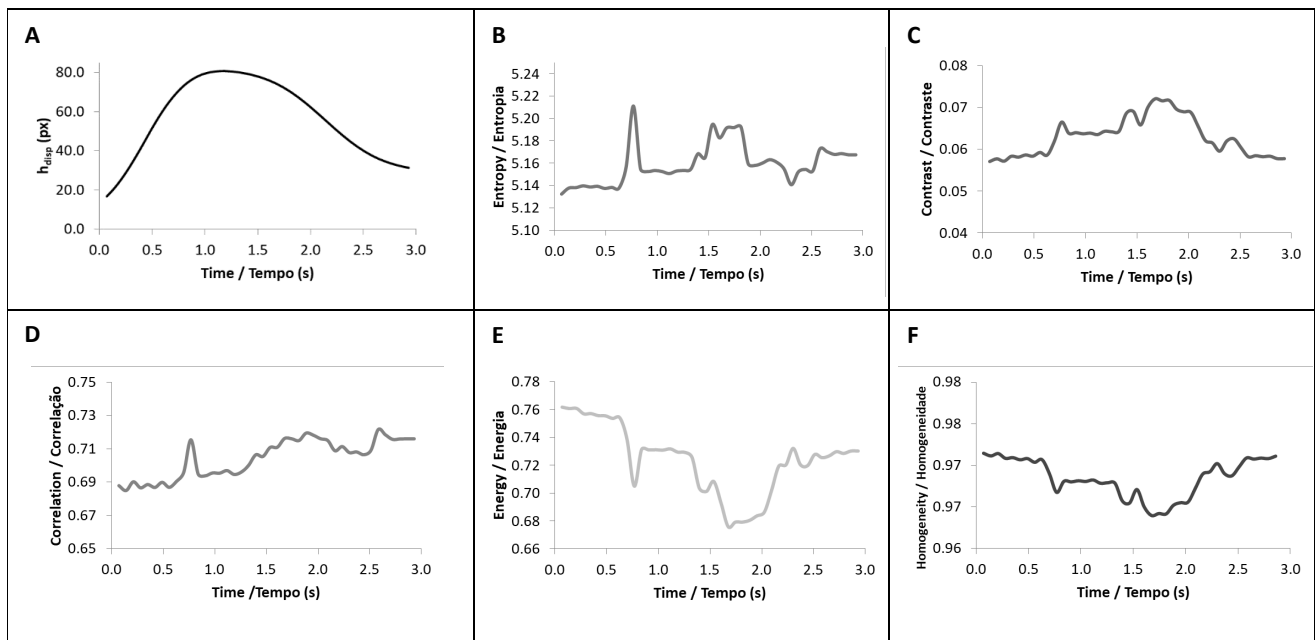 A
h_disp (px)
80.0
60.0
40.0
20.0
0.0
0.0 0.5 1.0 1.5 2.0 2.5 3.0
Time / Tempo (s)
B
Entropy / Entropia
5.24
5.22
5.20
5.18
5.16
5.14
5.12
5.10
0.0 0.5 1.0 1.5 2.0 2.5 3.0
Time / Tempo (s)
C
Contrast / Contraste
0.08
0.07
0.06
0.05
0.04
0.0 0.5 1.0 1.5 2.0 2.5 3.0
Time / Tempo (s)
D
Correlation / Correlação
0.75
0.73
0.71
0.69
0.67
0.65
0.0 0.5 1.0 1.5 2.0 2.5 3.0
Time /Tempo (s)
E
Energy / Energia
0.78
0.76
0.74
0.72
0.70
0.68
0.66
0.0 0.5 1.0 1.5 2.0 2.5 3.0
Time / Tempo (s)
F
Homogeneity / Homogeneidade
0.98
0.98
0.97
0.97
0.96
0.0 0.5 1.0 1.5 2.0 2.5 3.0
Time / Tempo (s)